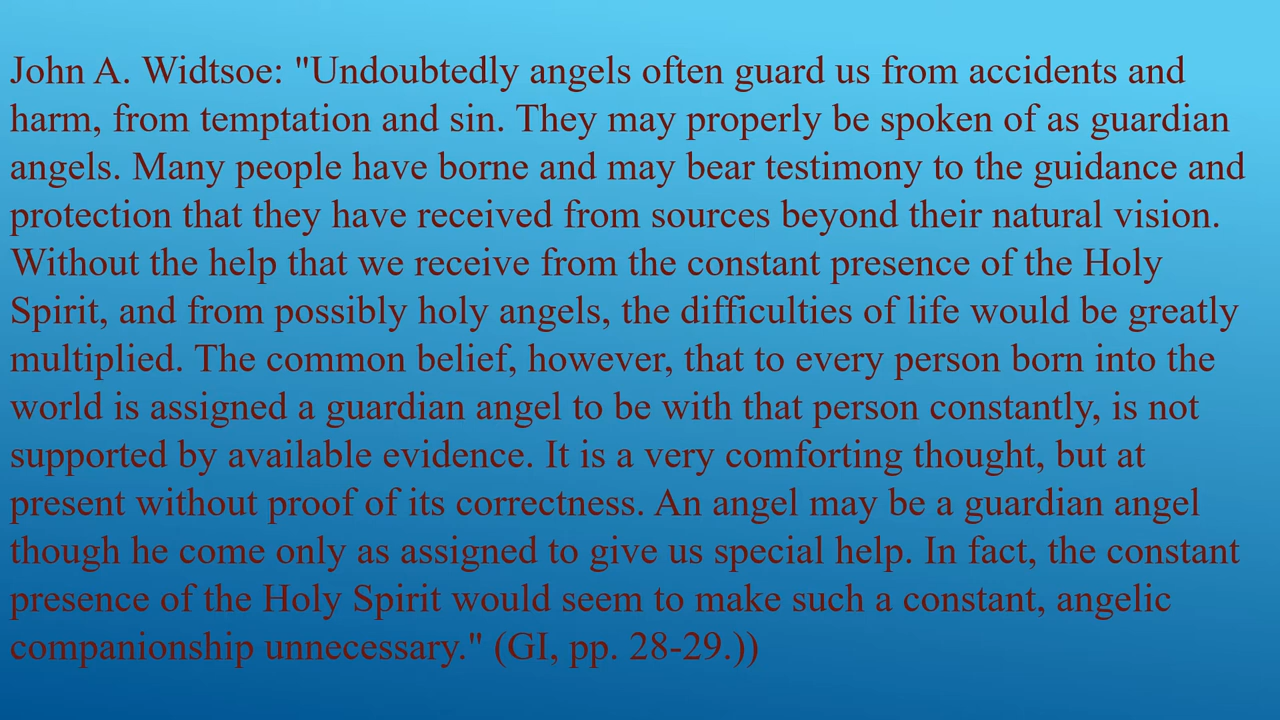 John A. Widtsoe: "Undoubtedly angels often guard us from accidents and
harm, from temptation and sin. They may properly be spoken of as guardian
angels. Many people have borne and may bear testimony to the guidance and
protection that they have received from sources beyond their natural vision.
Without the help that we receive from the constant presence of the Holy
Spirit, and from possibly holy angels, the difficulties of life would be greatly
multiplied. The common belief, however, that to every person born into the
world is assigned a guardian angel to be with that person constantly, is not
supported by available evidence. It is a very comforting thought, but at
present without proof of its correctness. An angel may be a guardian angel
though he come only as assigned to give us special help. In fact, the constant
presence of the Holy Spirit would seem to make such a constant, angelic
companionship unnecessary." (GI, pp. 28-29.))